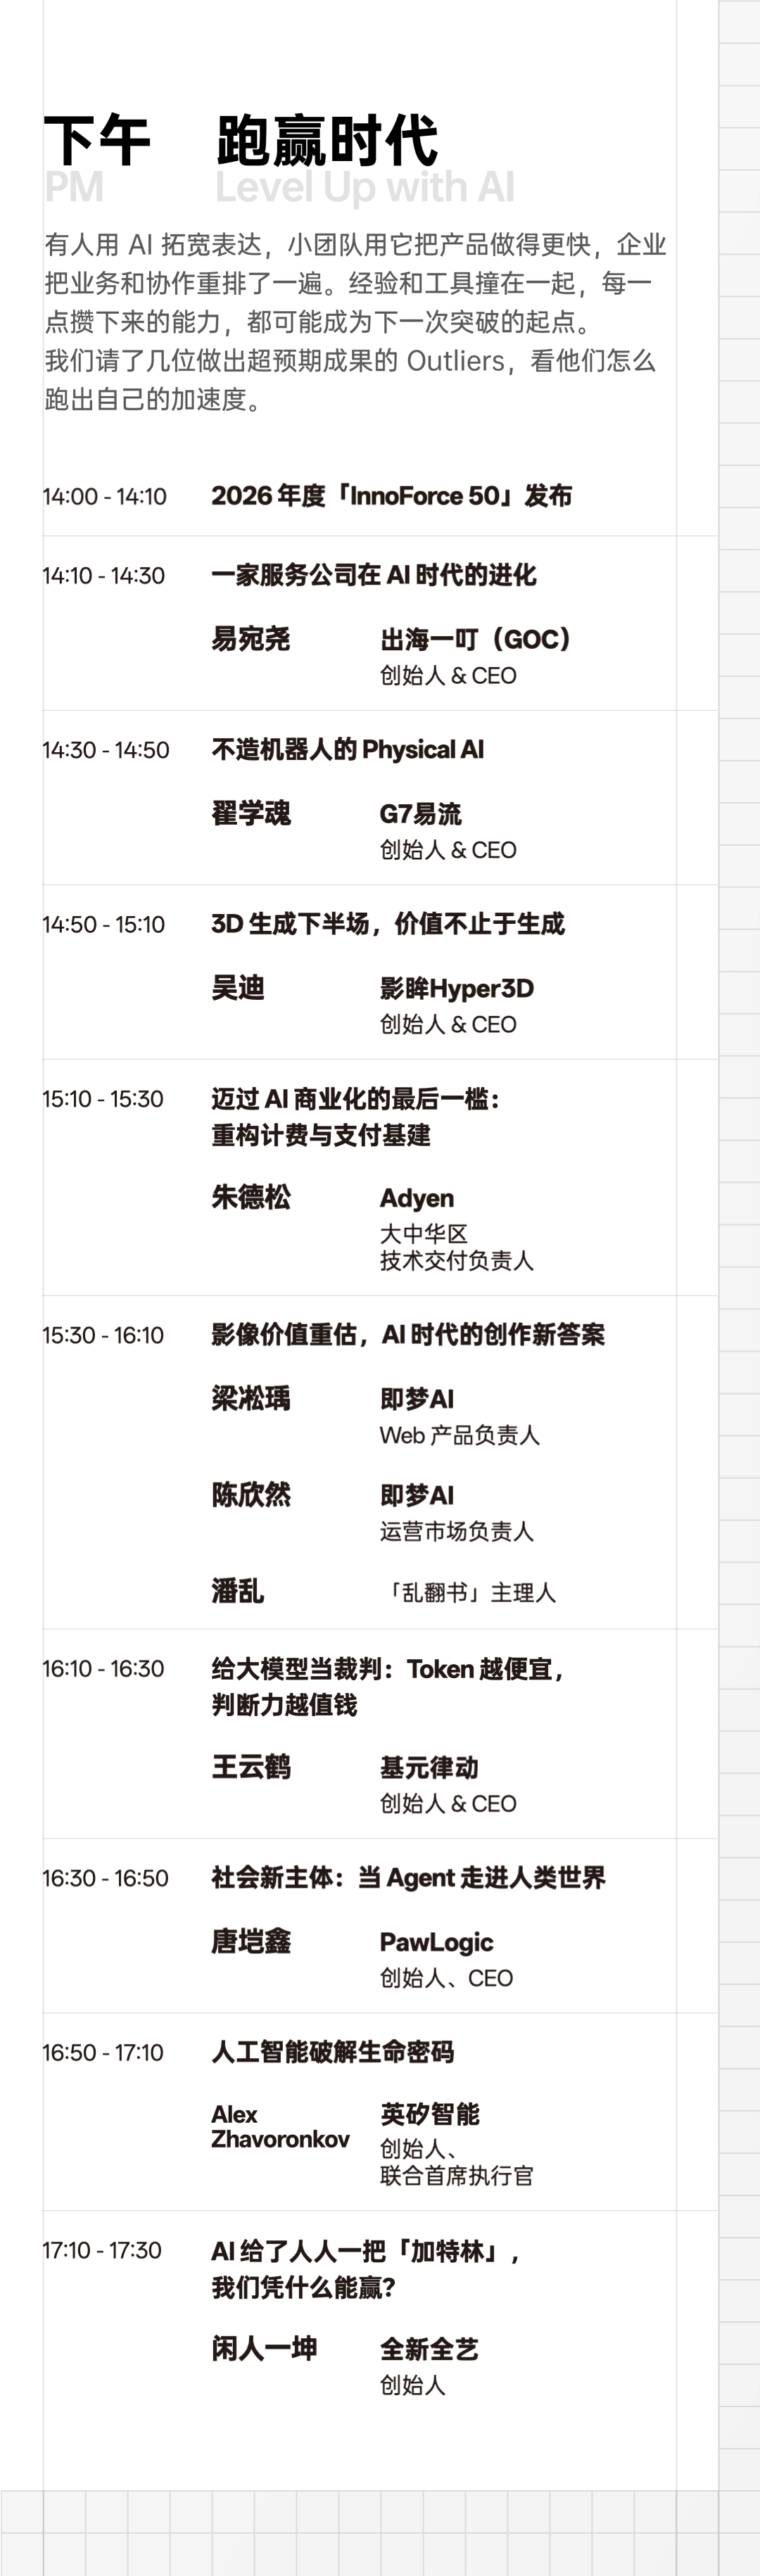 下午 跑赢时代
PM Level Up with AI
有人用 AI 拓宽表达，小团队用它把产品做得更快，企业
把业务和协作重排了一遍。经验和工具撞在一起，每一
点攒下来的能力，都可能成为下一次突破的起点。
我们请了几位做出超预期成果的 Outliers，看他们怎么
跑出自己的加速度。
14:00 - 14:10 2026 年度「InnoForce 50」发布
14:10 - 14:30 一家服务公司在 AI 时代的进化
易宛尧 出海一叮（GOC）
创始人 & CEO
14:30 - 14:50 不造机器人的 Physical AI
翟学魂 G7易流
创始人 & CEO
14:50 - 15:10 3D 生成下半场，价值不止于生成
吴迪 影眸Hyper3D
创始人 & CEO
15:10 - 15:30 迈过 AI 商业化的最后一槛：
重构计费与支付基建
朱德松 Adyen
大中华区
技术交付负责人
15:30 - 16:10 影像价值重估，AI 时代的创作新答案
梁凇瑀 即梦AI
Web 产品负责人
陈欣然 即梦AI
运营市场负责人
潘乱 「乱翻书」主理人
16:10 - 16:30 给大模型当裁判：Token 越便宜，
判断力越值钱
王云鹤 基元律动
创始人 & CEO
16:30 - 16:50 社会新主体：当 Agent 走进人类世界
唐垲鑫 PawLogic
创始人、CEO
16:50 - 17:10 人工智能破解生命密码
Alex 英矽智能
Zhavoronkov 创始人、
联合首席执行官
17:10 - 17:30 AI 给了人人一把「加特林」，
我们凭什么能赢？
闲人一坤 全新全艺
创始人